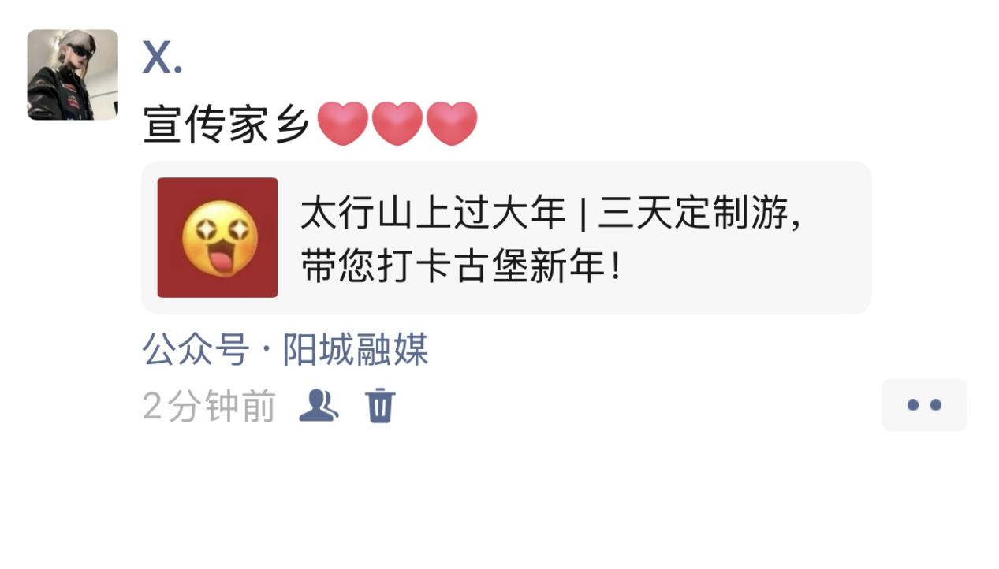 X.
宣传家乡
太行山上过大年 | 三天定制游，
带您打卡古堡新年！
公众号 · 阳城融媒
2分钟前